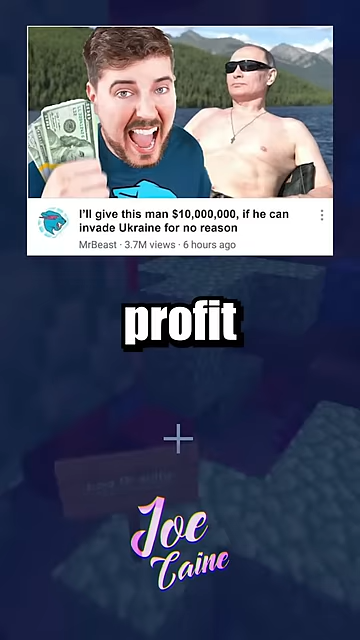 I'll give this man $10,000,000, if he can
invade Ukraine for no reason
MrBeast · 3.7M views · 6 hours ago
profit
Joe
Caine